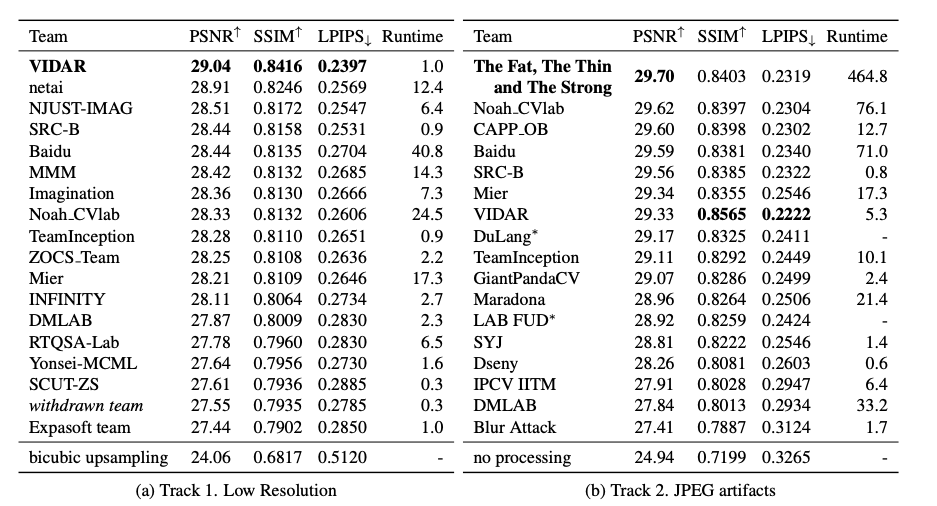 Team PSNR↑ SSIM↑ LPIPS↓ Runtime
VIDAR 29.04 0.8416 0.2397 1.0
netai 28.91 0.8246 0.2569 12.4
NJUST-IMAG 28.51 0.8172 0.2547 6.4
SRC-B 28.44 0.8158 0.2531 0.9
Baidu 28.44 0.8135 0.2704 40.8
MMM 28.42 0.8132 0.2685 14.3
Imagination 28.36 0.8130 0.2666 7.3
Noah_CVlab 28.33 0.8132 0.2606 24.5
TeamInception 28.28 0.8110 0.2651 0.9
ZOCS_Team 28.25 0.8108 0.2636 2.2
Mier 28.21 0.8109 0.2646 17.3
INFINITY 28.11 0.8064 0.2734 2.7
DMLAB 27.87 0.8009 0.2830 2.3
RTQSA-Lab 27.78 0.7960 0.2830 6.5
Yonsei-MCML 27.64 0.7956 0.2730 1.6
SCUT-ZS 27.61 0.7936 0.2885 0.3
withdrawn team 27.55 0.7935 0.2785 0.3
Expasoft team 27.44 0.7902 0.2850 1.0
bicubic upsampling 24.06 0.6817 0.5120 -
(a) Track 1. Low Resolution
Team PSNR↑ SSIM↑ LPIPS↓ Runtime
The Fat, The Thin
and The Strong 29.70 0.8403 0.2319 464.8
Noah_CVlab 29.62 0.8397 0.2304 76.1
CAPP_OB 29.60 0.8398 0.2302 12.7
Baidu 29.59 0.8381 0.2340 71.0
SRC-B 29.56 0.8385 0.2322 0.8
Mier 29.34 0.8355 0.2546 17.3
VIDAR 29.33 0.8565 0.2222 5.3
DuLang* 29.17 0.8325 0.2411 -
TeamInception 29.11 0.8292 0.2449 10.1
GiantPandaCV 29.07 0.8286 0.2499 2.4
Maradona 28.96 0.8264 0.2506 21.4
LAB FUD* 28.92 0.8259 0.2424 -
SYJ 28.81 0.8222 0.2546 1.4
Dseny 28.26 0.8081 0.2603 0.6
IPCV IITM 27.91 0.8028 0.2947 6.4
DMLAB 27.84 0.8013 0.2934 33.2
Blur Attack 27.41 0.7887 0.3124 1.7
no processing 24.94 0.7199 0.3265 -
(b) Track 2. JPEG artifacts